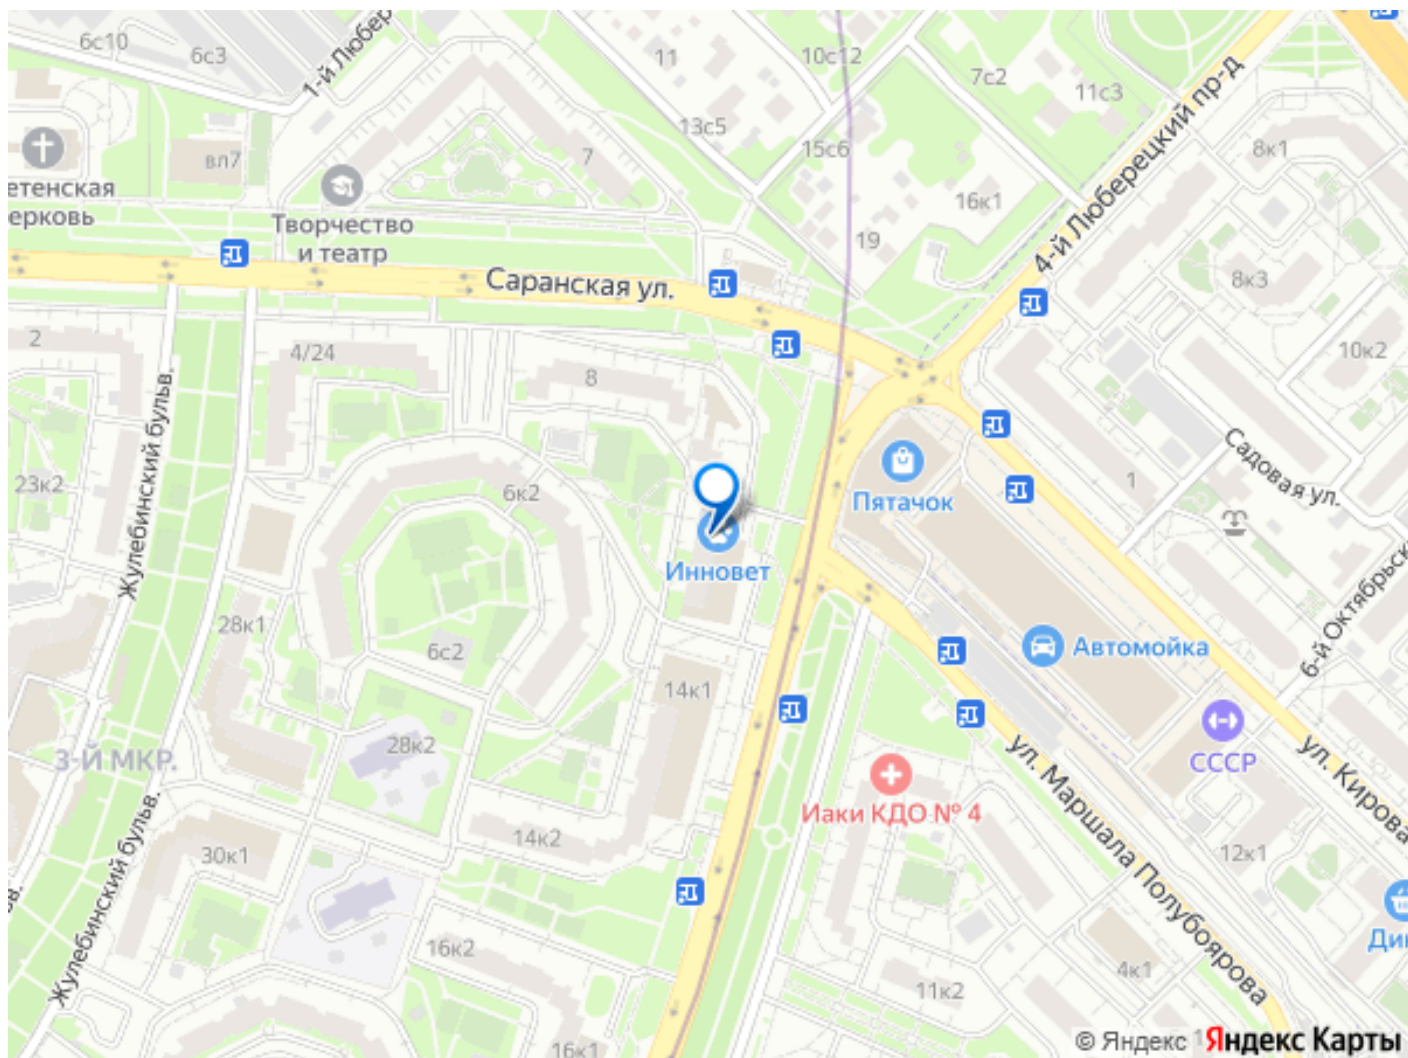 6с10
6с3
1-й Любер
11
10с12
7с2
11с3
4-й Люберецкий пр-д
13с5
15с6
8к1
вл7
7
етенская
ерковь
Творчество
и театр
16к1
19
8к3
Саранская ул.
2
4/24
8
10к2
Жулебинский бульв.
23к2
6к2
Пятачок
1
Садовая ул.
Инновет
28к1
6с2
14к1
Автомойка
6-й Октябрьск
3-Й МКР.
28к2
СССР
ул. Кирова
ул. Маршала Полубоярова
Иаки КДО № 4
14к2
30к1
12к1
Жулебинский бульв.
в.
16к2
Ди
4к1
11к2
16к1
© Яндекс
1
Яндекс Карты